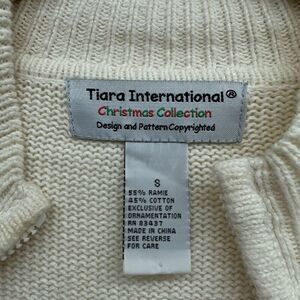 Tiara International®
Christmas Collection
Design and Pattern Copyrighted
S
55% RAMIE
45% COTTON
EXCLUSIVE OF
ORNAMENTATION
RN 83437
MADE IN CHINA
SEE REVERSE
FOR CARE